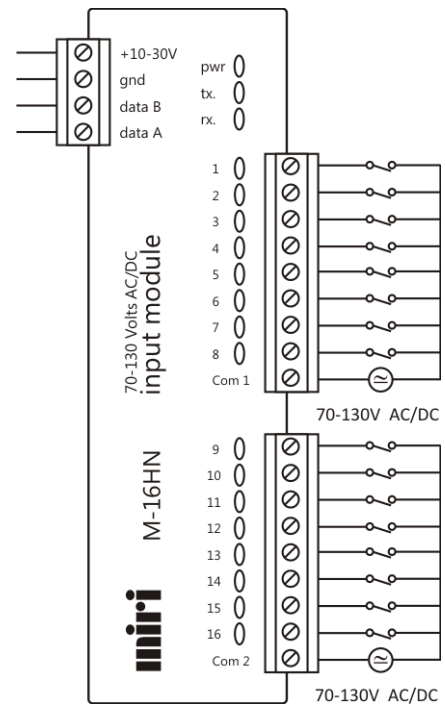 +10-30V
gnd
data B
data A
pwr
tx.
rx.
1
2
3
4
5
6
7
8
Com 1
70-130V AC/DC
70-130 Volts AC/DC
input module
M-16HN
9
10
11
12
13
14
15
16
Com 2
70-130V AC/DC
miri